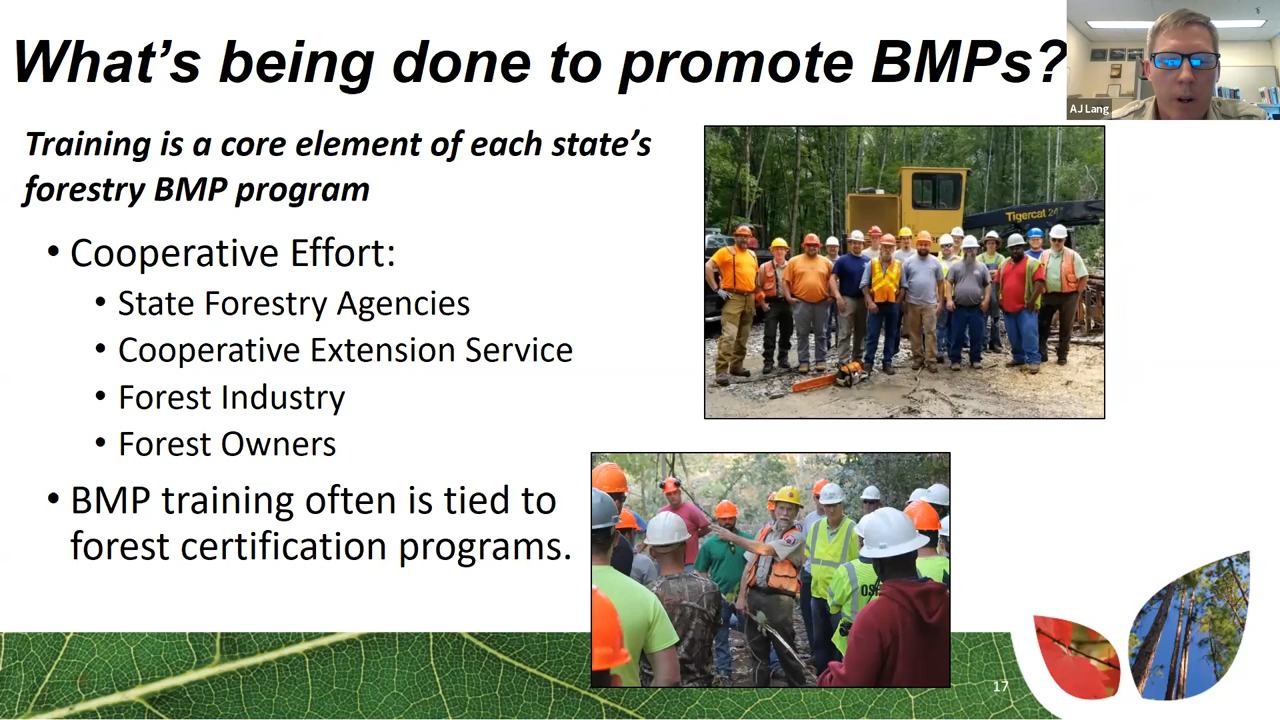 What's being done to promote BMPs?
AJ Lang
Training is a core element of each state's
forestry BMP program
• Cooperative Effort:
• State Forestry Agencies
• Cooperative Extension Service
• Forest Industry
• Forest Owners
• BMP training often is tied to
forest certification programs.
Tigercat
17